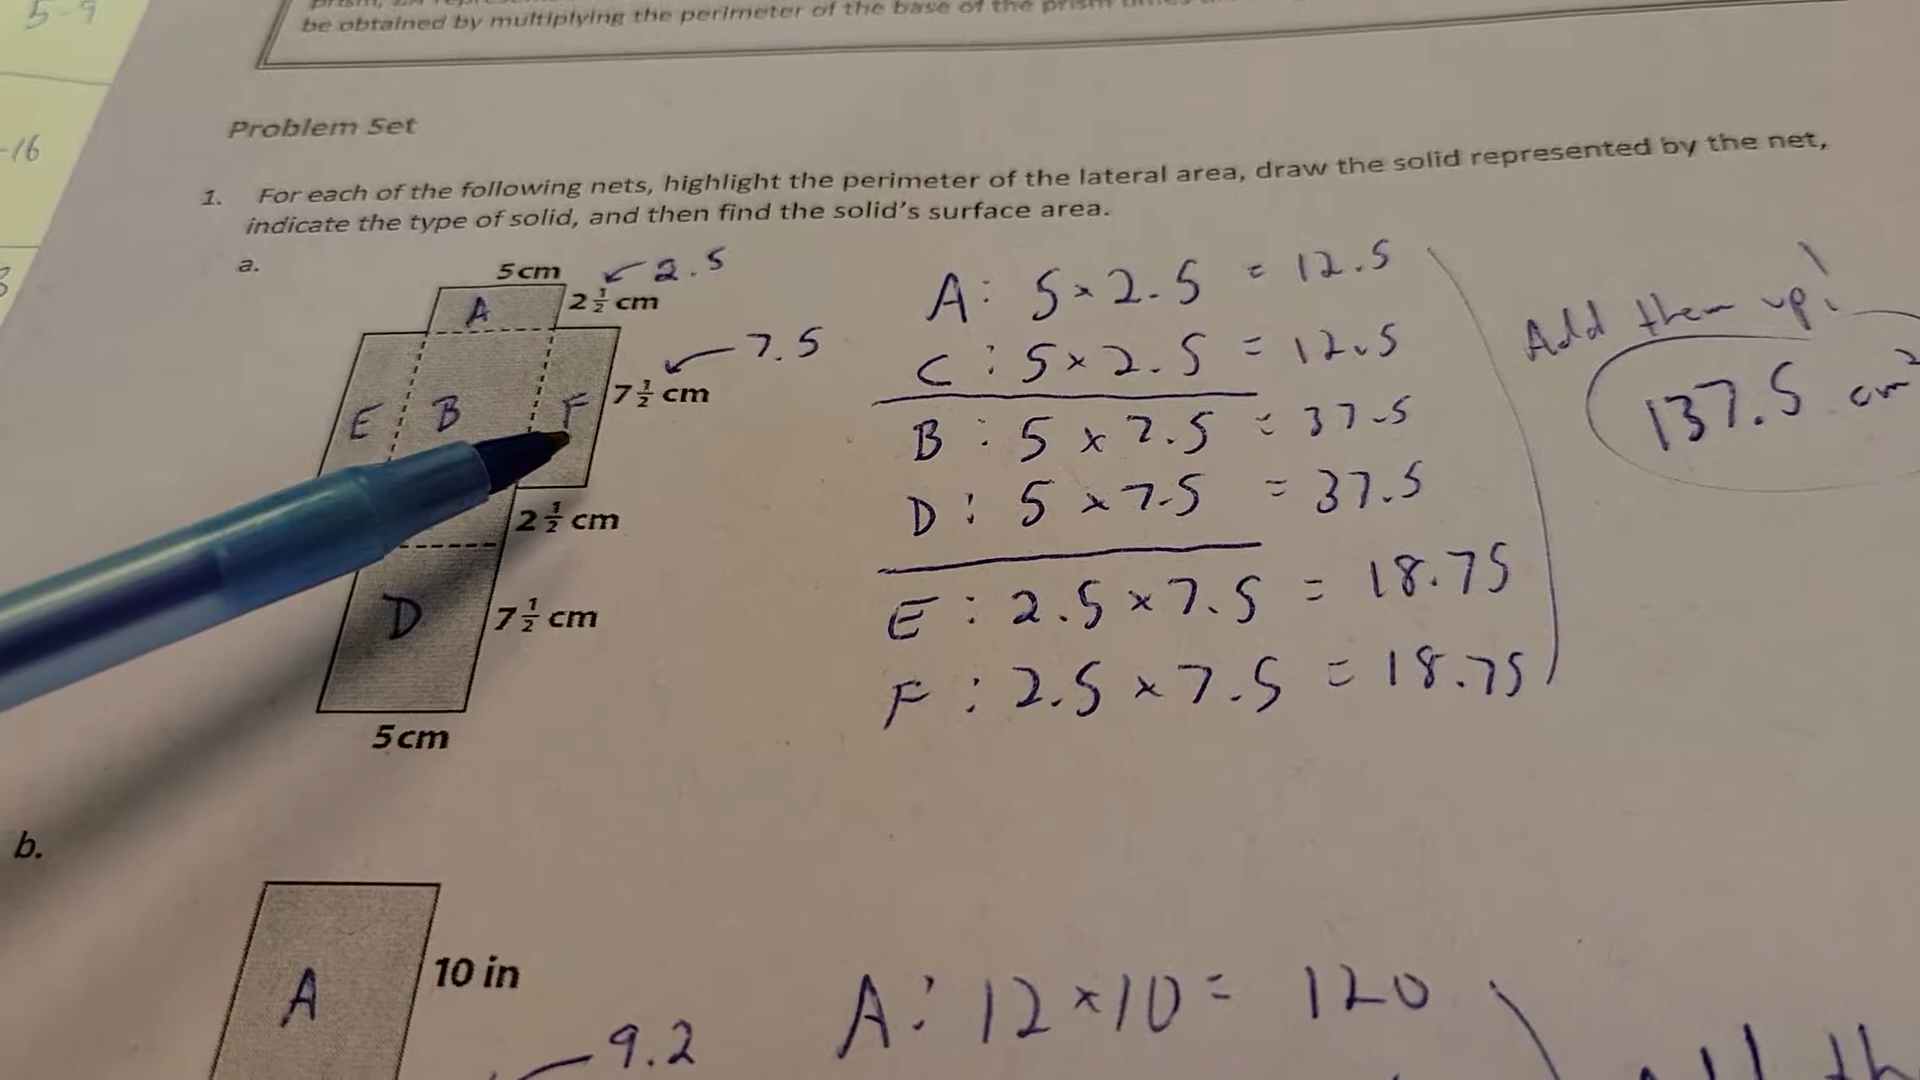 5-9
-16
be obtained by multiplying the perimeter of the base of the prism
Problem Set
1. For each of the following nets, highlight the perimeter of the lateral area, draw the solid represented by the net,
indicate the type of solid, and then find the solid's surface area.
a.
5cm
2.5
A
2 1/2 cm
7.5
E
B
F
7 1/2 cm
2 1/2 cm
D
7 1/2 cm
5cm
A: 5 × 2.5 = 12.5
C: 5 × 2.5 = 12.5
B: 5 × 7.5 = 37.5
D: 5 × 7.5 = 37.5
E: 2.5 × 7.5 = 18.75
F: 2.5 × 7.5 = 18.75
Add them up!
137.5 cm²
b.
A
10 in
9.2
A: 12 × 10 = 120